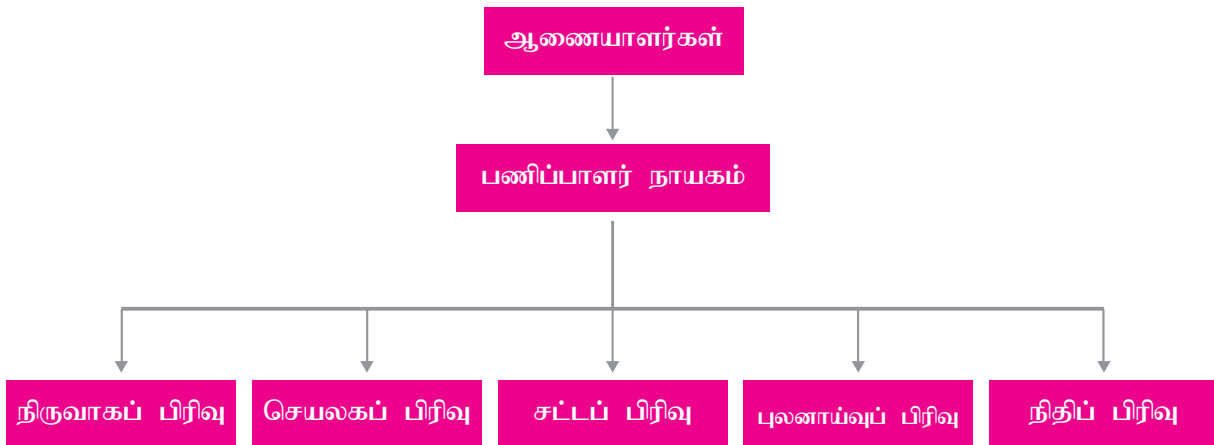 ஆணையாளர்கள்
பணிப்பாளர் நாயகம்
நிருவாகப் பிரிவு
செயலகப் பிரிவு
சட்டப் பிரிவு
புலனாய்வுப் பிரிவு
நிதிப் பிரிவு